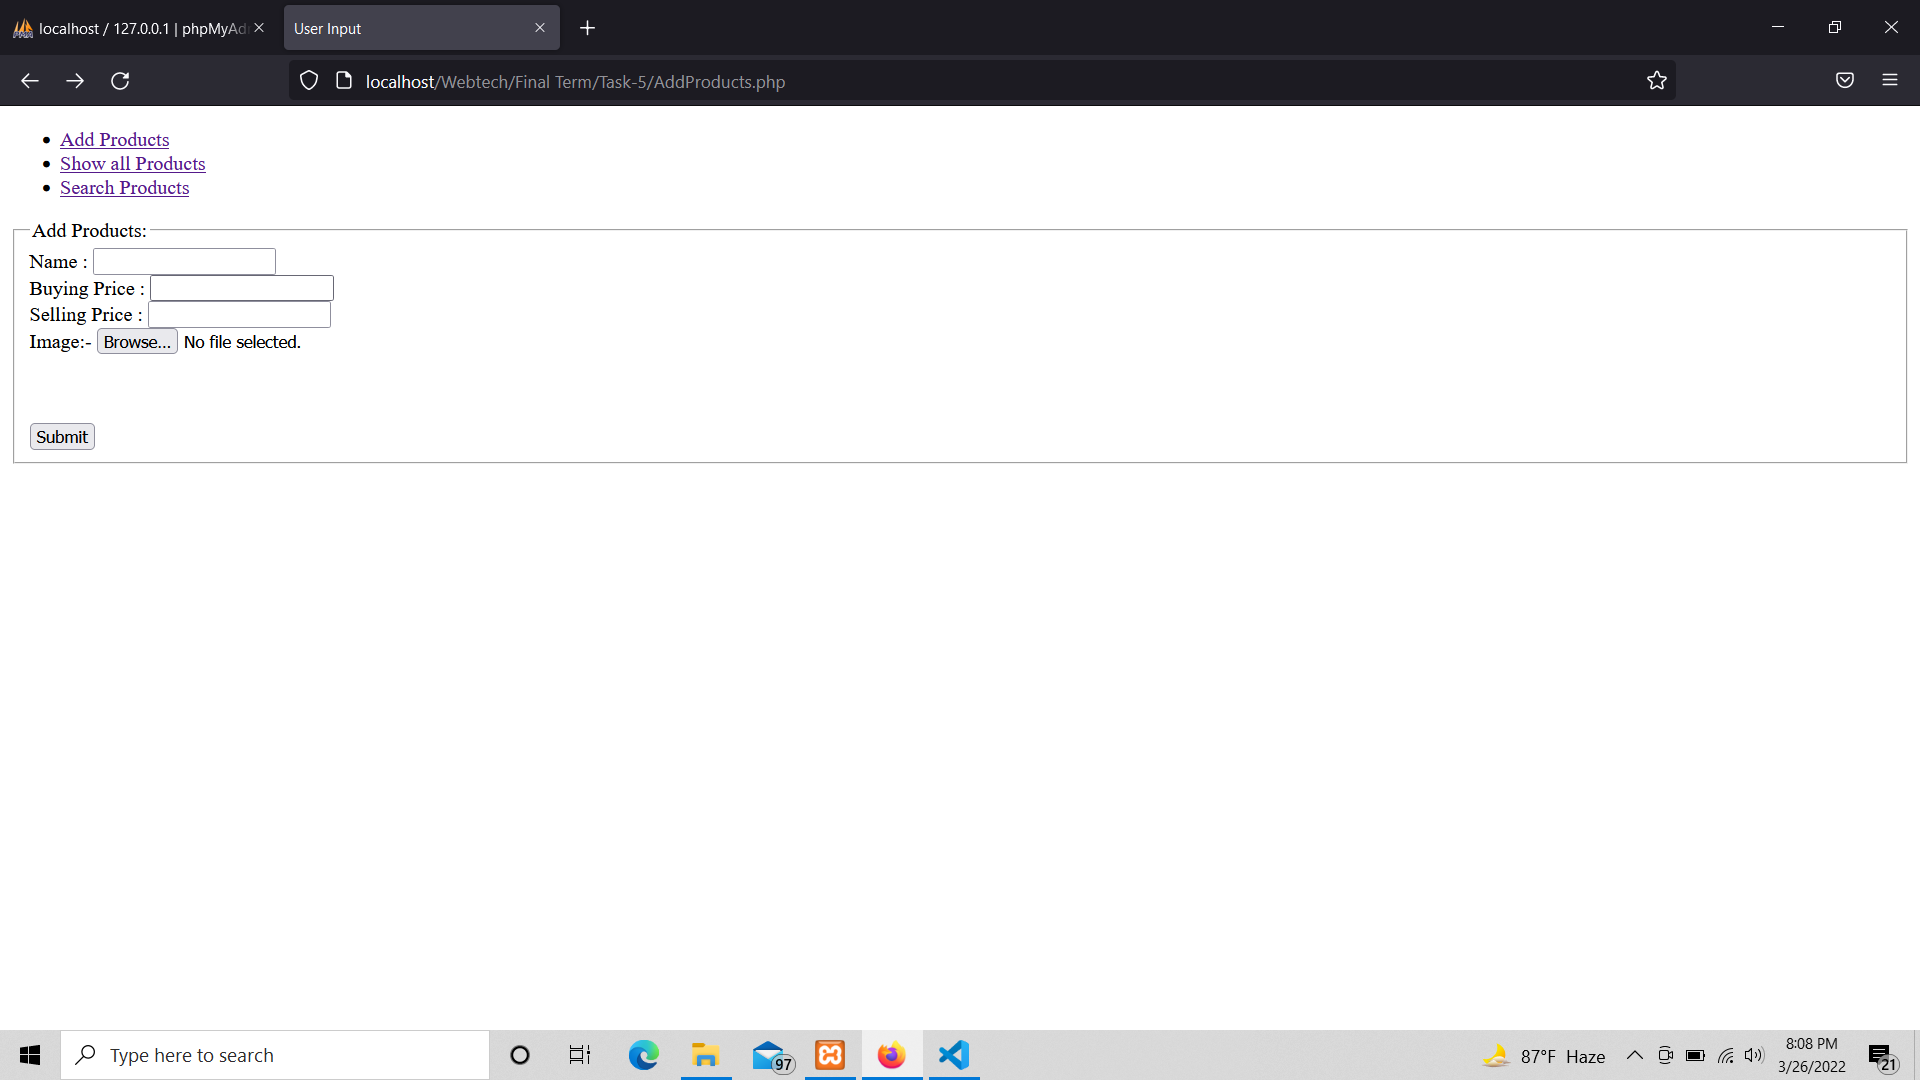 localhost / 127.0.0.1 | phpMyAd
User Input
localhost/Webtech/Final Term/Task-5/AddProducts.php
Add Products
Show all Products
Search Products
Add Products:
Name :
Buying Price :
Selling Price :
Image:- Browse... No file selected.
Submit
Type here to search
97
87°F Haze
8:08 PM
3/26/2022
21